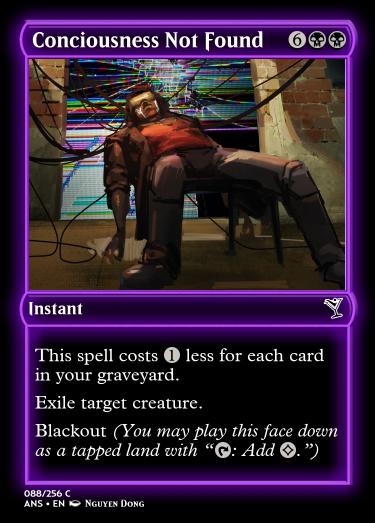 Conciousness Not Found 6
Instant
This spell costs 1 less for each card
in your graveyard.
Exile target creature.
Blackout (You may play this face down
as a tapped land with “: Add .”)
088/256 C
ANS • EN Nguyen Dong